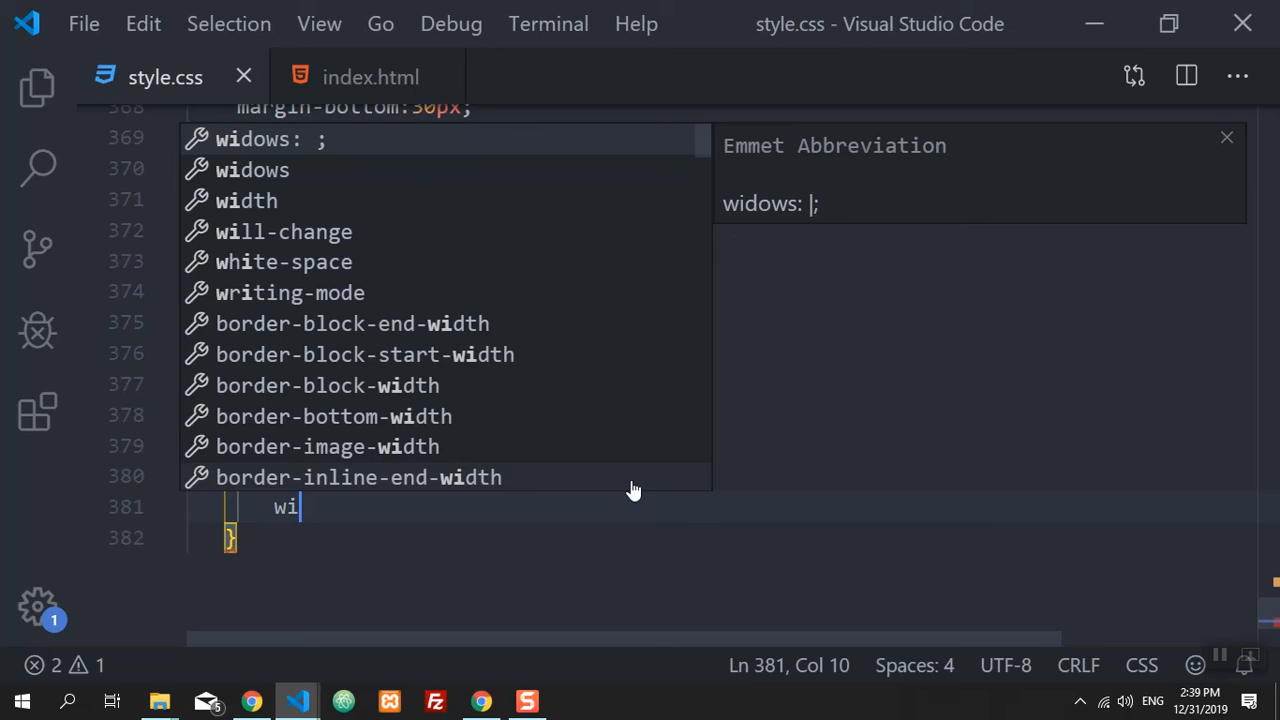 File Edit Selection View Go Debug Terminal Help style.css - Visual Studio Code
style.css index.html
368 margin-bottom:30px;
369 widows: ;
370 widows
371 width
372 will-change
373 white-space
374 writing-mode
375 border-block-end-width
376 border-block-start-width
377 border-block-width
378 border-bottom-width
379 border-image-width
380 border-inline-end-width
Emmet Abbreviation
widows: |;
381 wi
382 }
1
2 1 Ln 381, Col 10 Spaces: 4 UTF-8 CRLF CSS
5 ENG 2:39 PM
12/31/2019